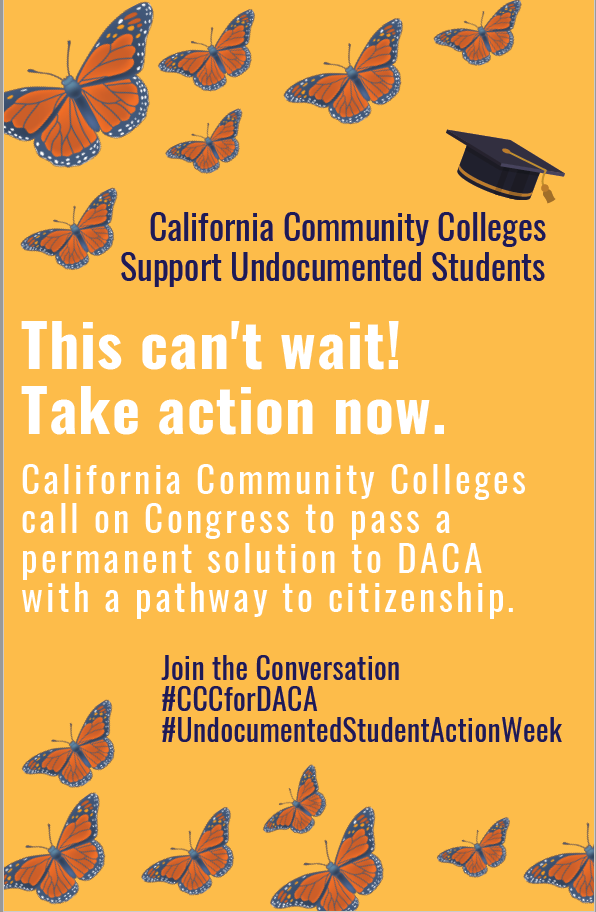 California Community Colleges
Support Undocumented Students
This can't wait!
Take action now.
California Community Colleges
call on Congress to pass a
permanent solution to DACA
with a pathway to citizenship.
Join the Conversation
#CCCforDACA
#UndocumentedStudentActionWeek